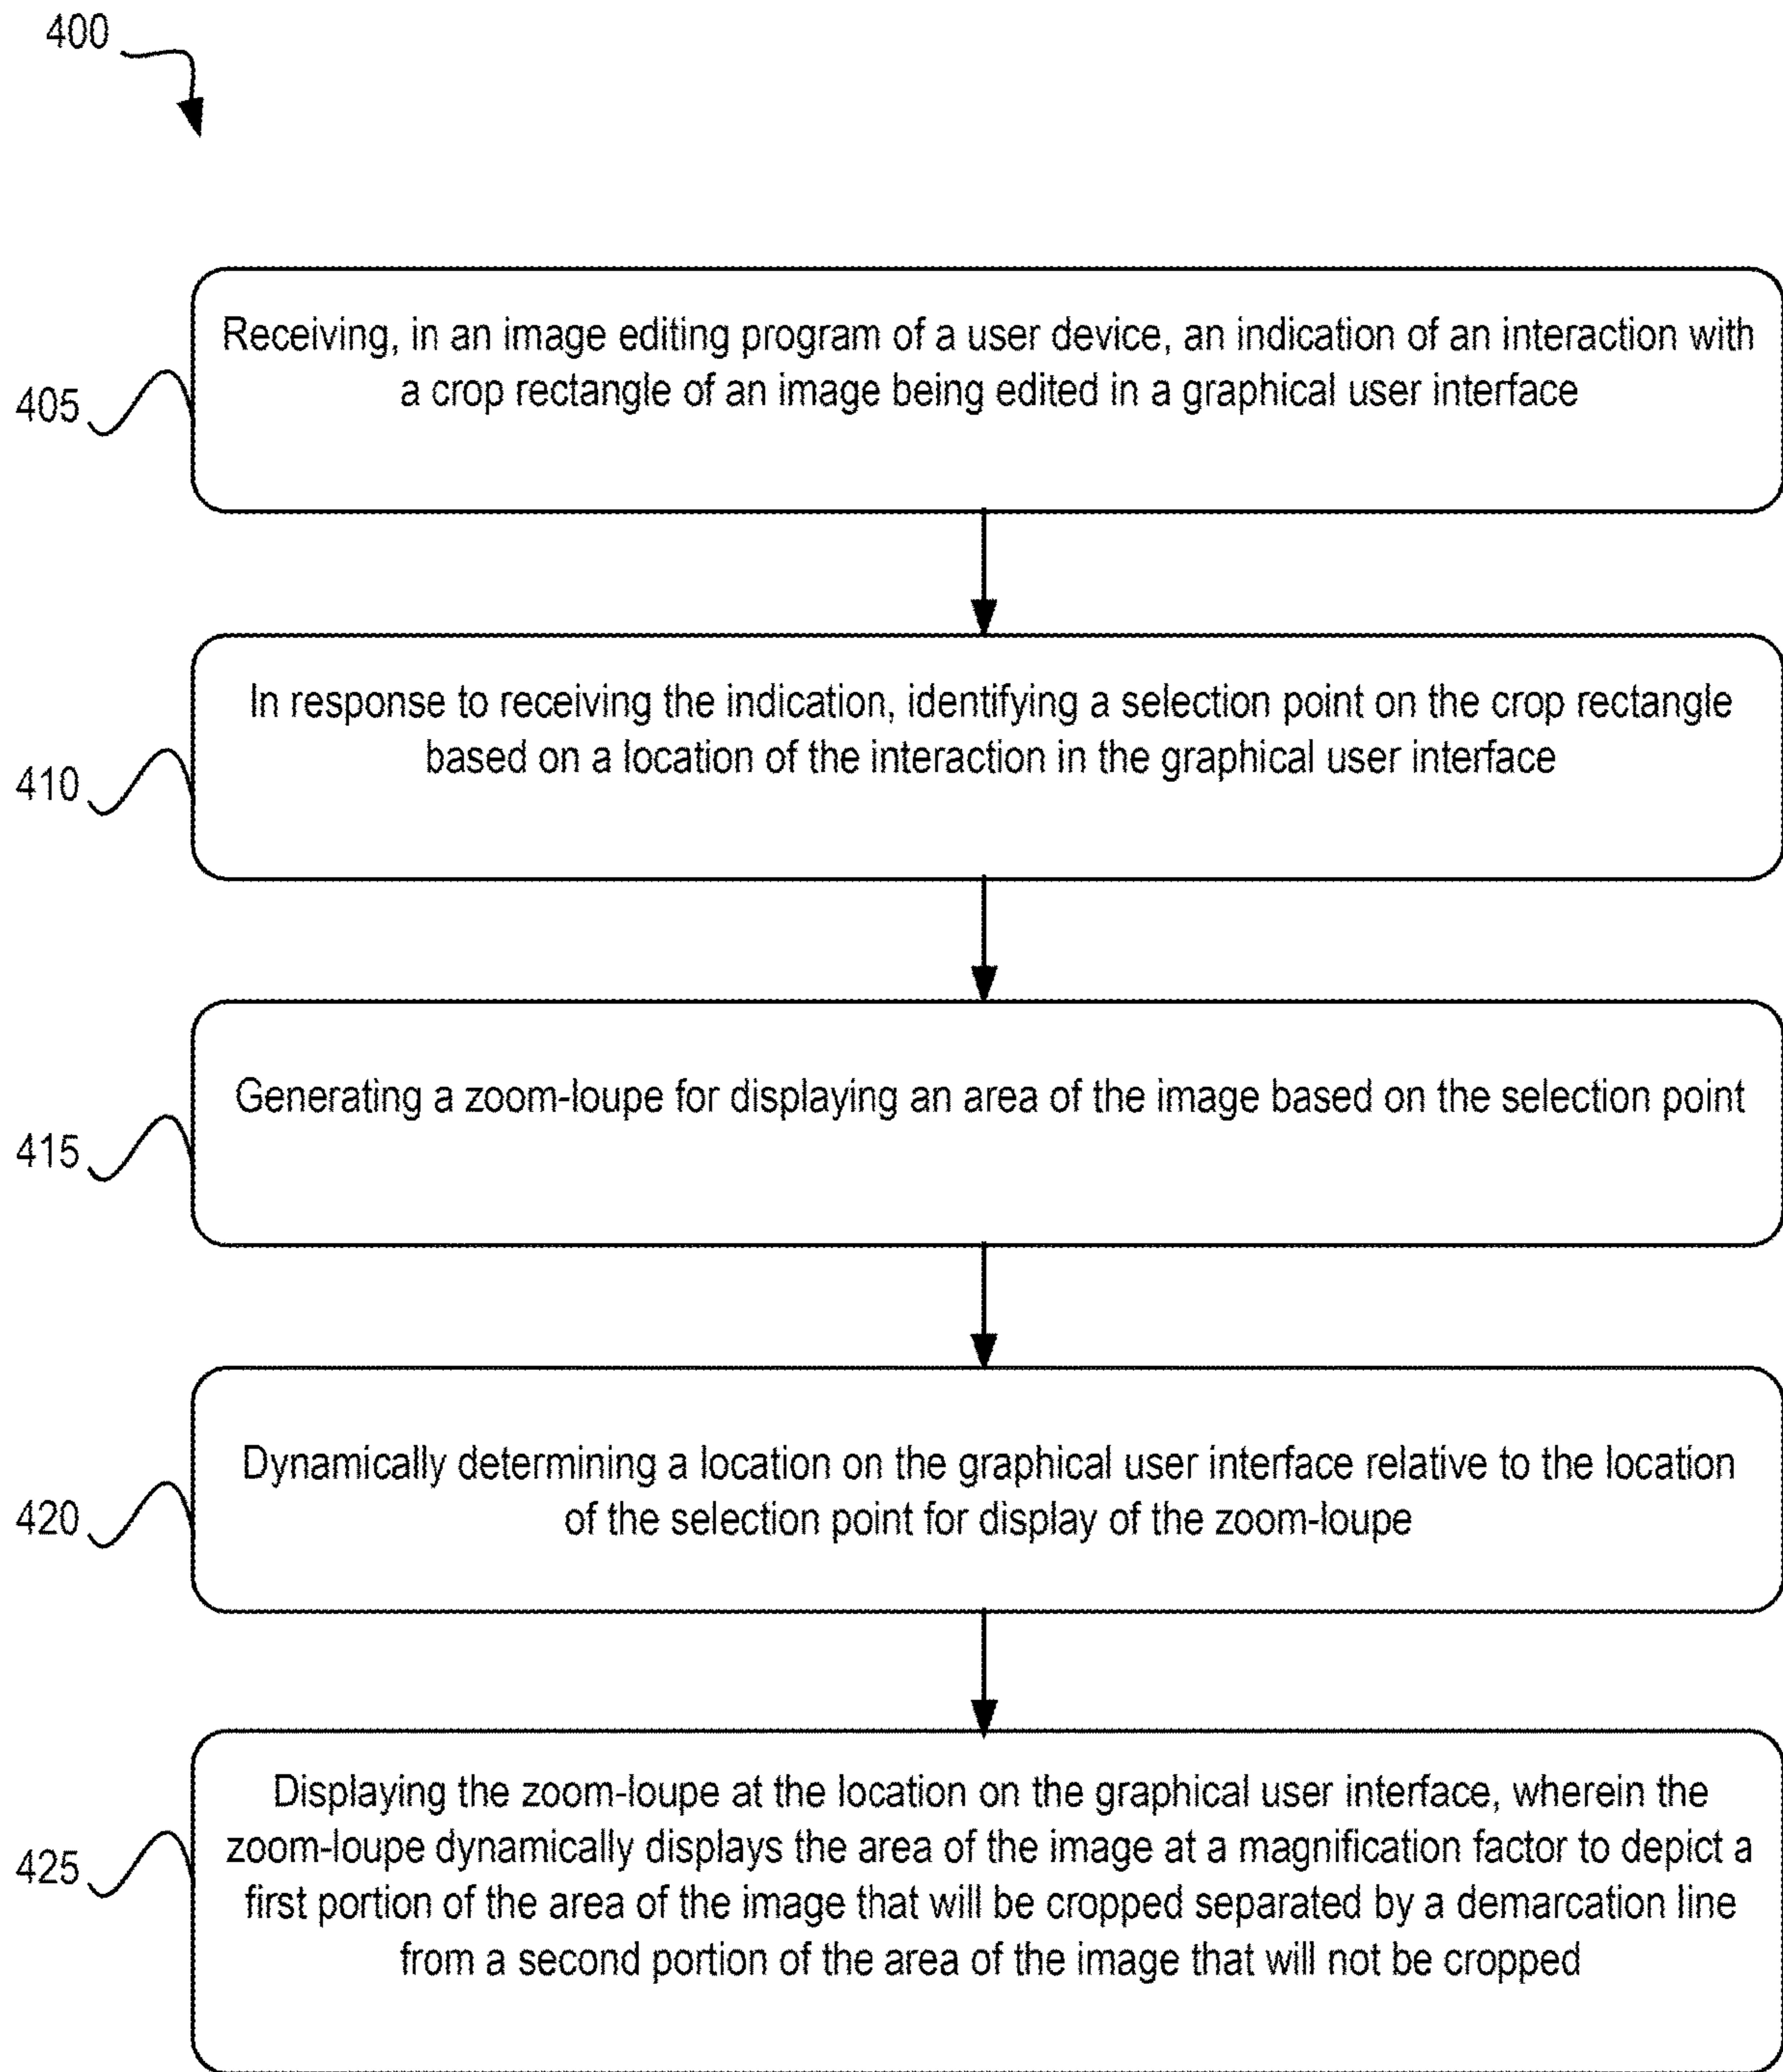 400
Receiving, in an image editing program of a user device, an indication of an interaction with
a crop rectangle of an image being edited in a graphical user interface
405
In response to receiving the indication, identifying a selection point on the crop rectangle
based on a location of the interaction in the graphical user interface
410
Generating a zoom-loupe for displaying an area of the image based on the selection point
415
Dynamically determining a location on the graphical user interface relative to the location
of the selection point for display of the zoom-loupe
420
Displaying the zoom-loupe at the location on the graphical user interface, wherein the
zoom-loupe dynamically displays the area of the image at a magnification factor to depict a
first portion of the area of the image that will be cropped separated by a demarcation line
from a second portion of the area of the image that will not be cropped
425